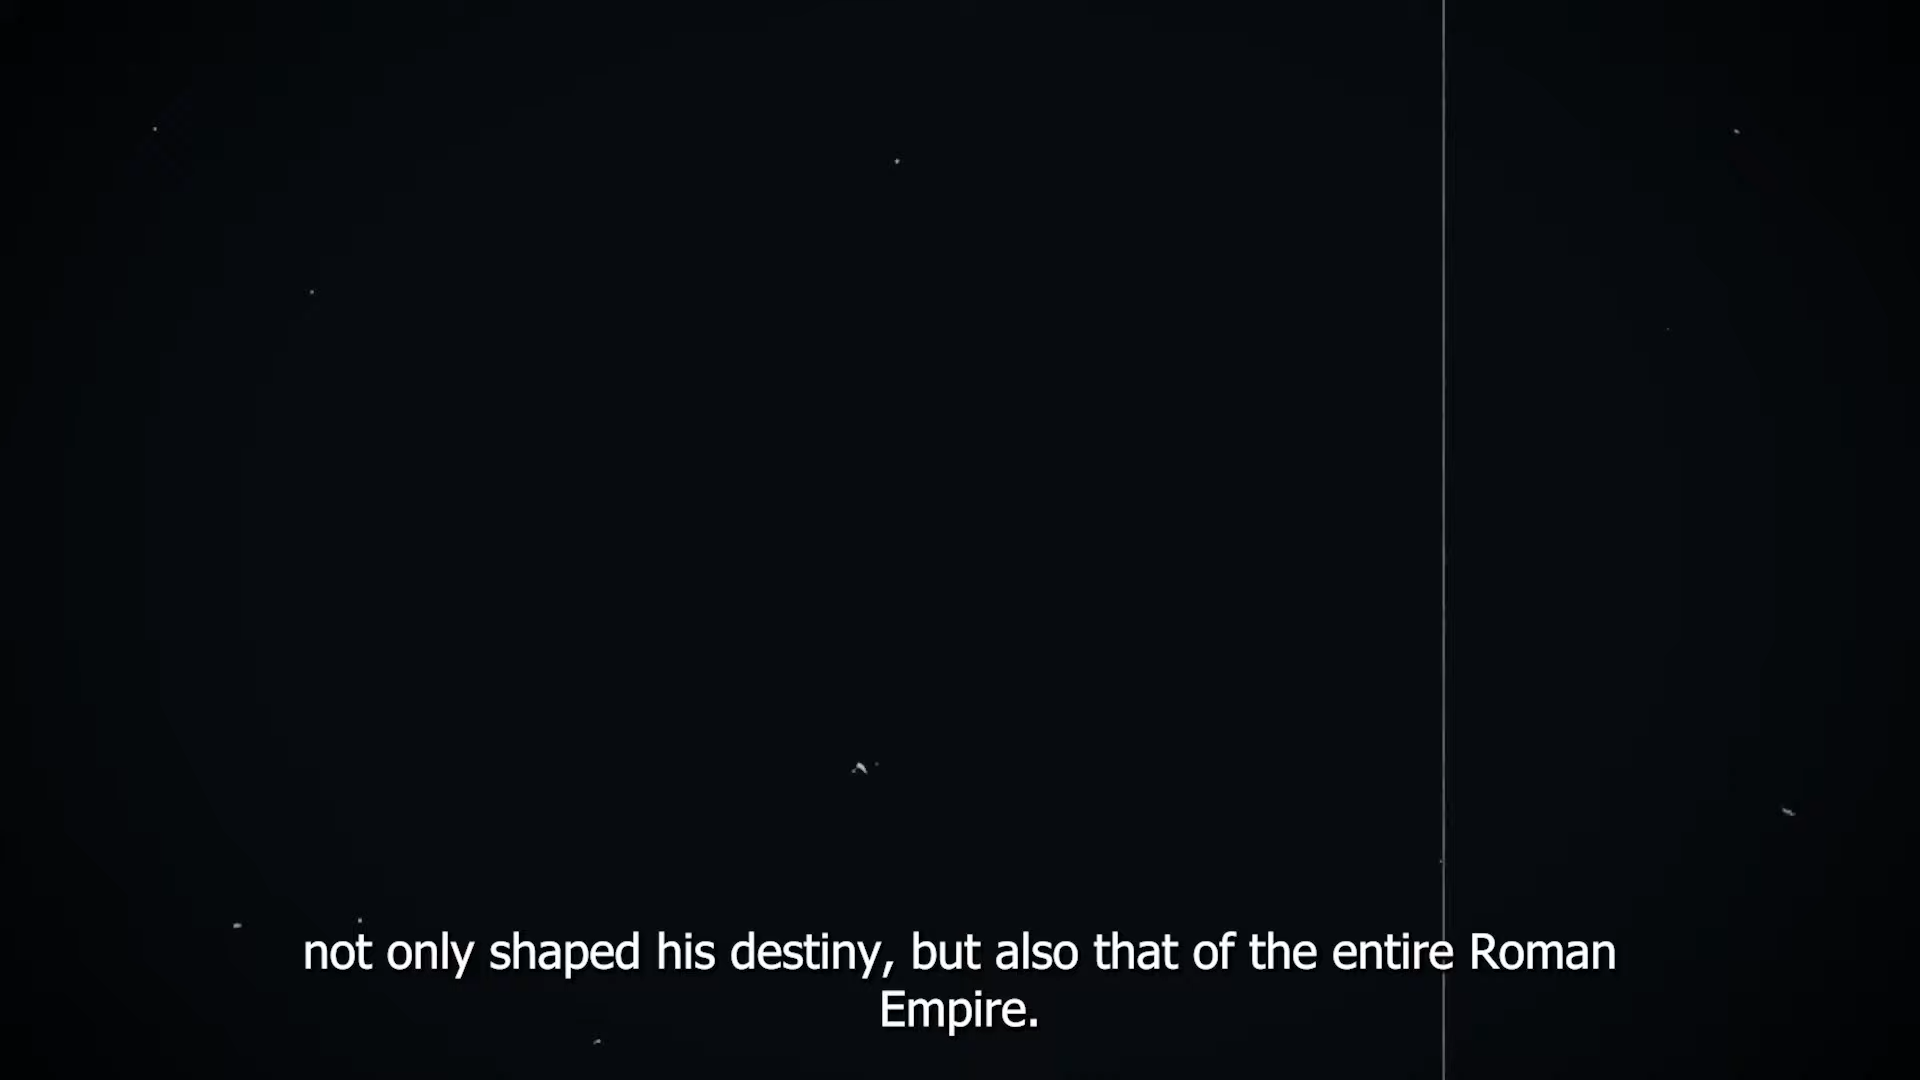 not only shaped his destiny, but also that of the entire Roman
Empire.